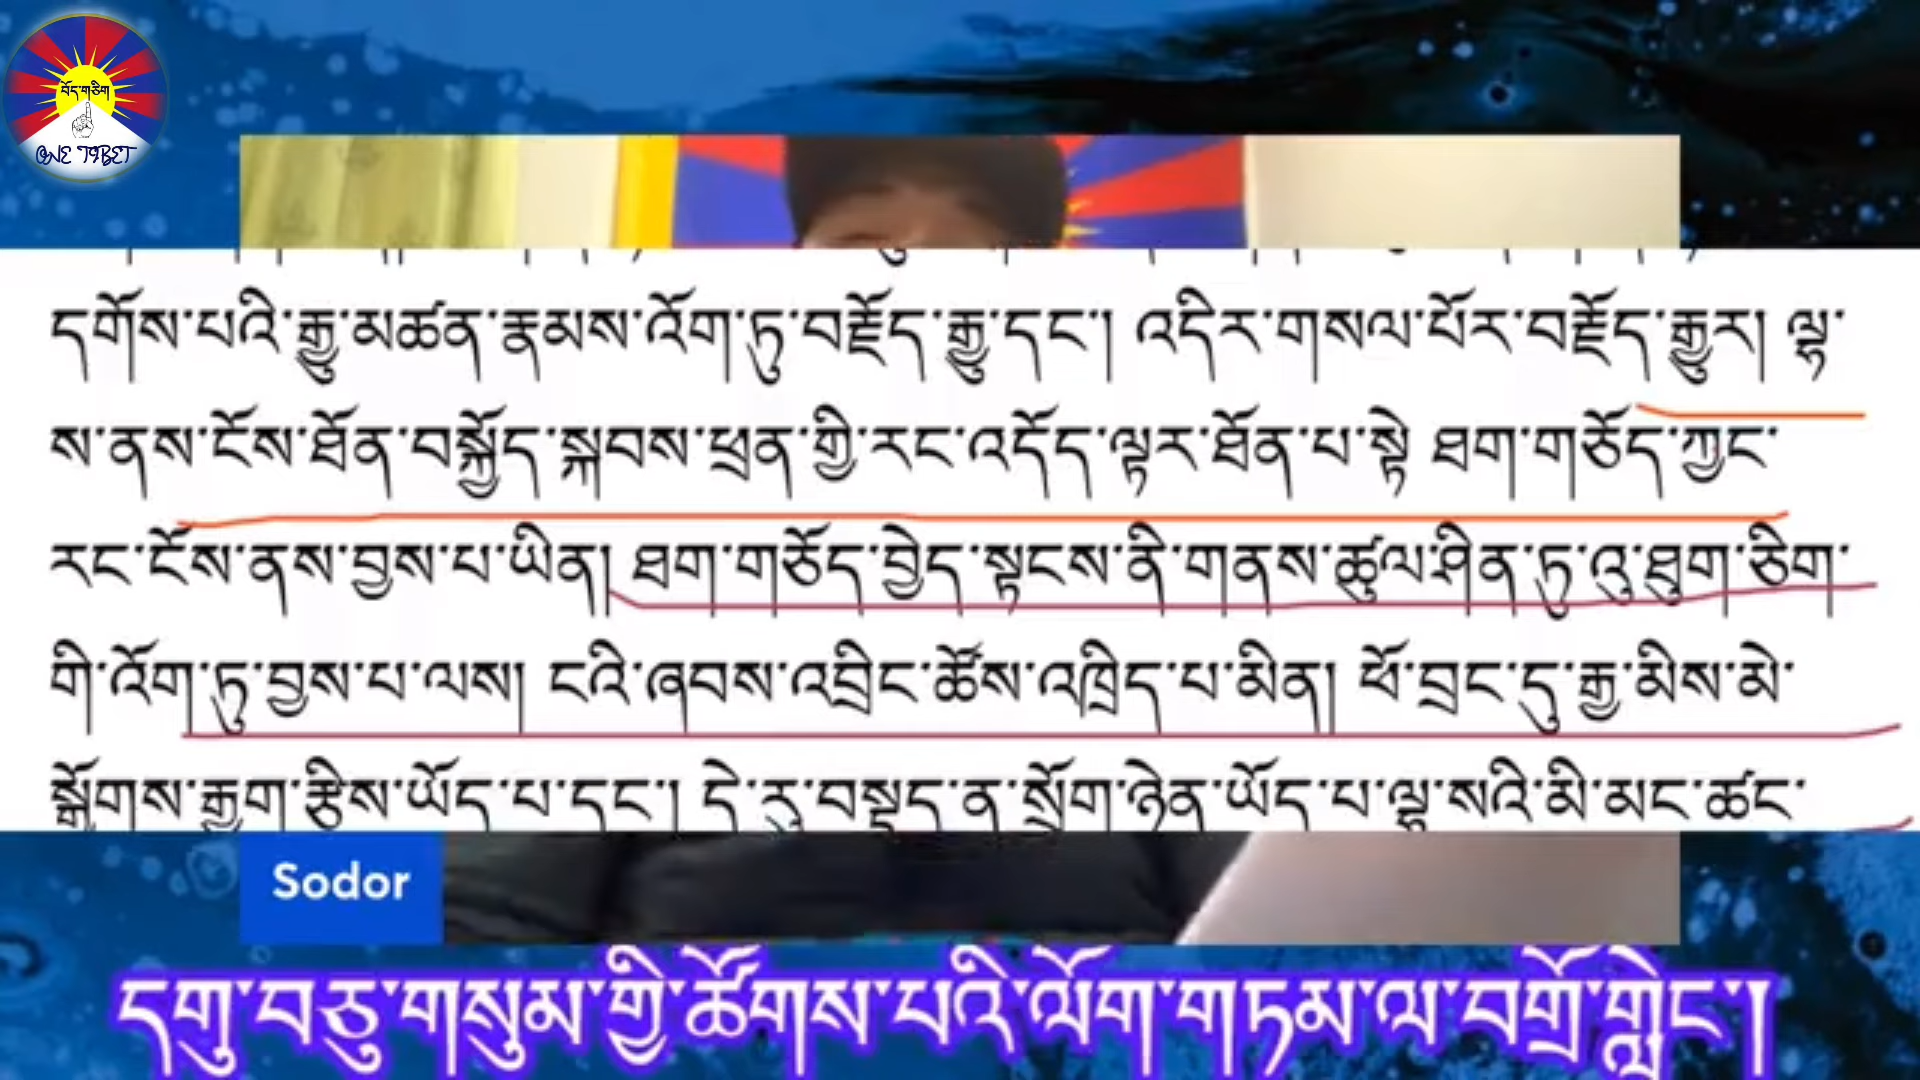 བོད་གཅིག
ONE TIBET
དགོས་པའི་རྒྱུ་མཚན་རྣམས་འོག་ཏུ་བརྗོད་རྒྱུ་དང་། འདིར་གསལ་པོར་བརྗོད་རྒྱུར། ལྷ་
ས་ནས་ངོས་ཐོན་བསྐྱོད་སྐབས་ཕྲན་གྱི་རང་འདོད་ལྟར་ཐོན་པ་སྟེ ཐག་གཅོད་ཀྱང་
རང་ངོས་ནས་བྱས་པ་ཡིན། ཐག་གཅོད་བྱེད་སྟངས་ནི་གནས་ཚུལ་ཤིན་ཏུ་འུ་ཐུག་ཅིག་
གི་འོག་ཏུ་བྱས་པ་ལས། ངའི་ཞབས་འབྲིང་ཚོས་འཁྲིད་པ་མིན། ཕོ་བྲང་དུ་རྒྱ་མིས་མེ་
སྒྱོགས་རྒྱག་རྩིས་ཡོད་པ་དང་། དེ་རུ་བསྡད་ན་སྲོག་ཉེན་ཡོད་པ་ལྷ་སའི་མི་མང་ཚང་
Sodor
དགུ་བཅུ་གསུམ་གྱི་ཚོགས་པའི་ལོག་གཏམ་ལ་བགྲོ་གླེང་།